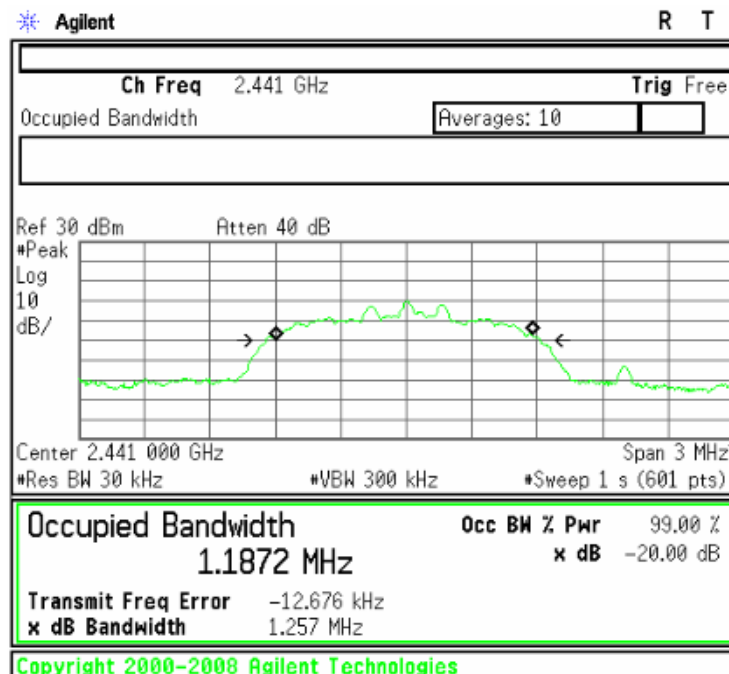 Agilent R T
Ch Freq 2.441 GHz Trig Free
Occupied Bandwidth Averages: 10
Ref 30 dBm Atten 40 dB
#Peak
Log
10
dB/
Center 2.441 000 GHz Span 3 MHz
#Res BW 30 kHz #VBW 300 kHz #Sweep 1 s (601 pts)
Occupied Bandwidth Occ BW % Pwr 99.00 %
1.1872 MHz x dB -20.00 dB
Transmit Freq Error -12.676 kHz
x dB Bandwidth 1.257 MHz
Copyright 2000-2008 Agilent Technologies